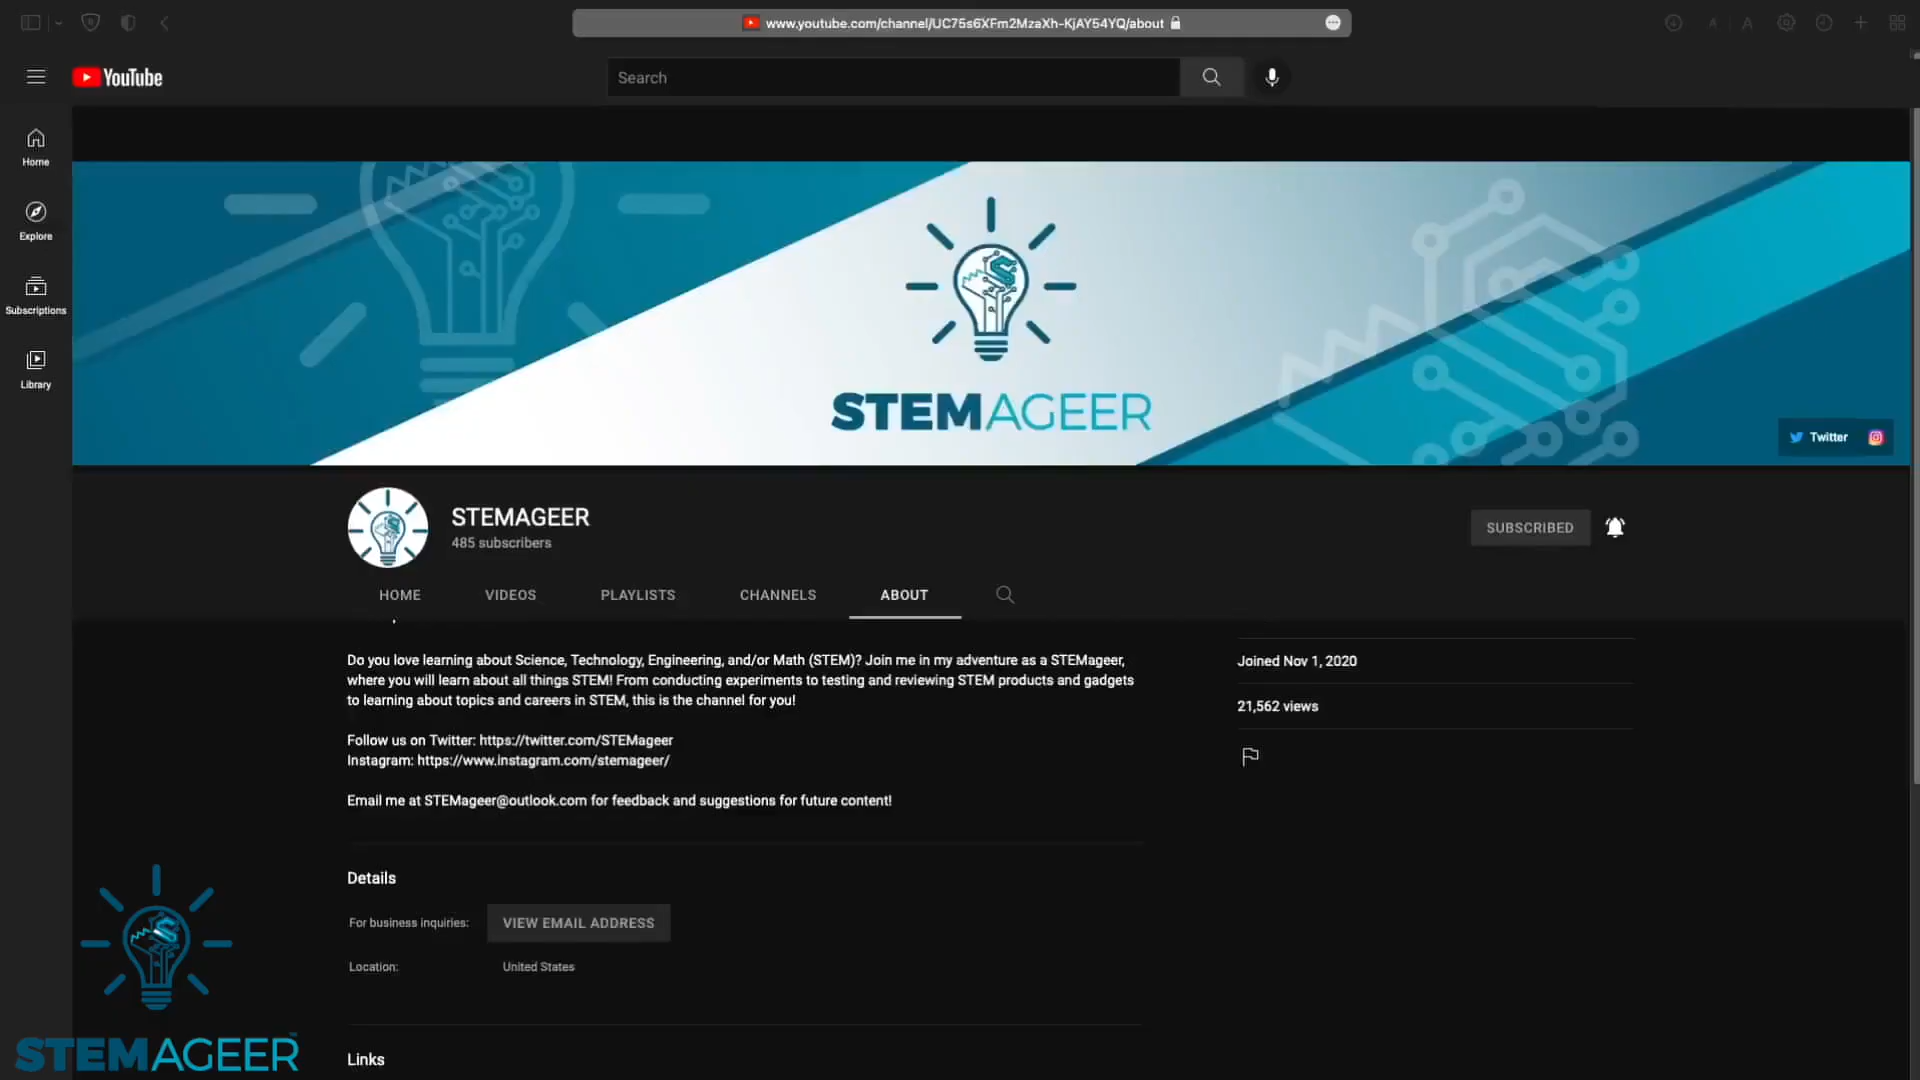 www.youtube.com/channel/UC75s6XFm2MzaXh-KjAY54YQ/about
A A
YouTube
Search
Home
Explore
Subscriptions
Library
STEMAGEER
Twitter
STEMAGEER
485 subscribers
SUBSCRIBED
HOME VIDEOS PLAYLISTS CHANNELS ABOUT
Do you love learning about Science, Technology, Engineering, and/or Math (STEM)? Join me in my adventure as a STEMageer,
where you will learn about all things STEM! From conducting experiments to testing and reviewing STEM products and gadgets
to learning about topics and careers in STEM, this is the channel for you!
Follow us on Twitter: https://twitter.com/STEMageer
Instagram: https://www.instagram.com/stemageer/
Email me at STEMageer@outlook.com for feedback and suggestions for future content!
Joined Nov 1, 2020
21,562 views
Details
For business inquiries: VIEW EMAIL ADDRESS
Location: United States
Links
STEMAGEER™